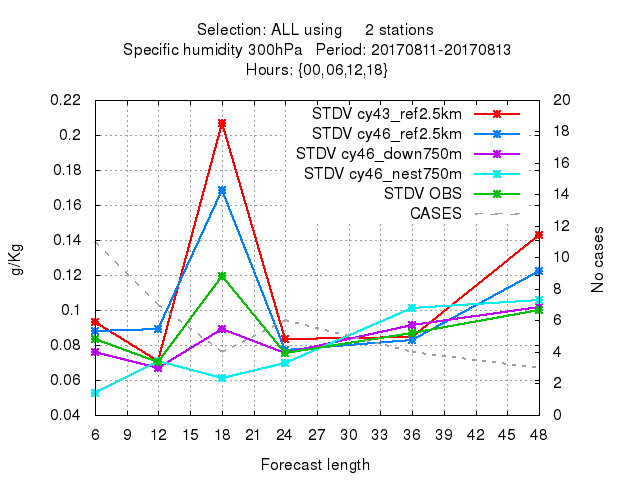 Selection: ALL using     2 stations
Specific humidity 300hPa   Period: 20170811-20170813
Hours: {00,06,12,18}
STDV cy43_ref2.5km
STDV cy46_ref2.5km
STDV cy46_down750m
STDV cy46_nest750m
STDV OBS
CASES
g/Kg
0.22
0.2
0.18
0.16
0.14
0.12
0.1
0.08
0.06
0.04
No cases
20
18
16
14
12
10
8
6
4
2
0
6 9 12 15 18 21 24 27 30 33 36 39 42 45 48
Forecast length